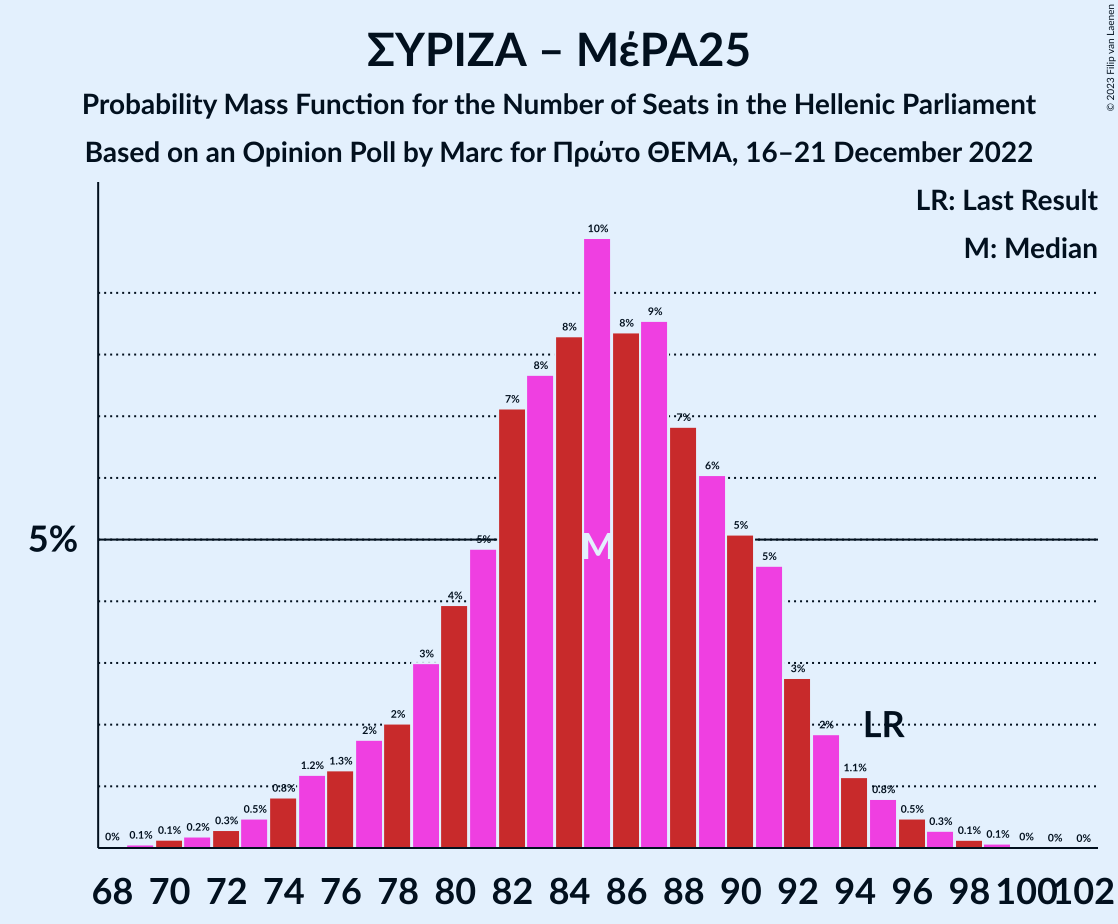 ΣΥΡΙΖΑ – ΜέΡΑ25
Probability Mass Function for the Number of Seats in the Hellenic Parliament
Based on an Opinion Poll by Marc for Πρώτο ΘΕΜΑ, 16–21 December 2022
© 2023 Filip van Laenen
LR: Last Result
M: Median
5%
0% 0.1% 0.1% 0.2% 0.3% 0.5% 0.8% 1.2% 1.3% 2% 2% 3% 4% 5% 7% 8% 8% 10% 8% 9% 7% 6% 5% 5% 3% 2% 1.1% 0.8% 0.5% 0.3% 0.1% 0.1% 0% 0% 0%
M
LR
68 70 72 74 76 78 80 82 84 86 88 90 92 94 96 98 100 102